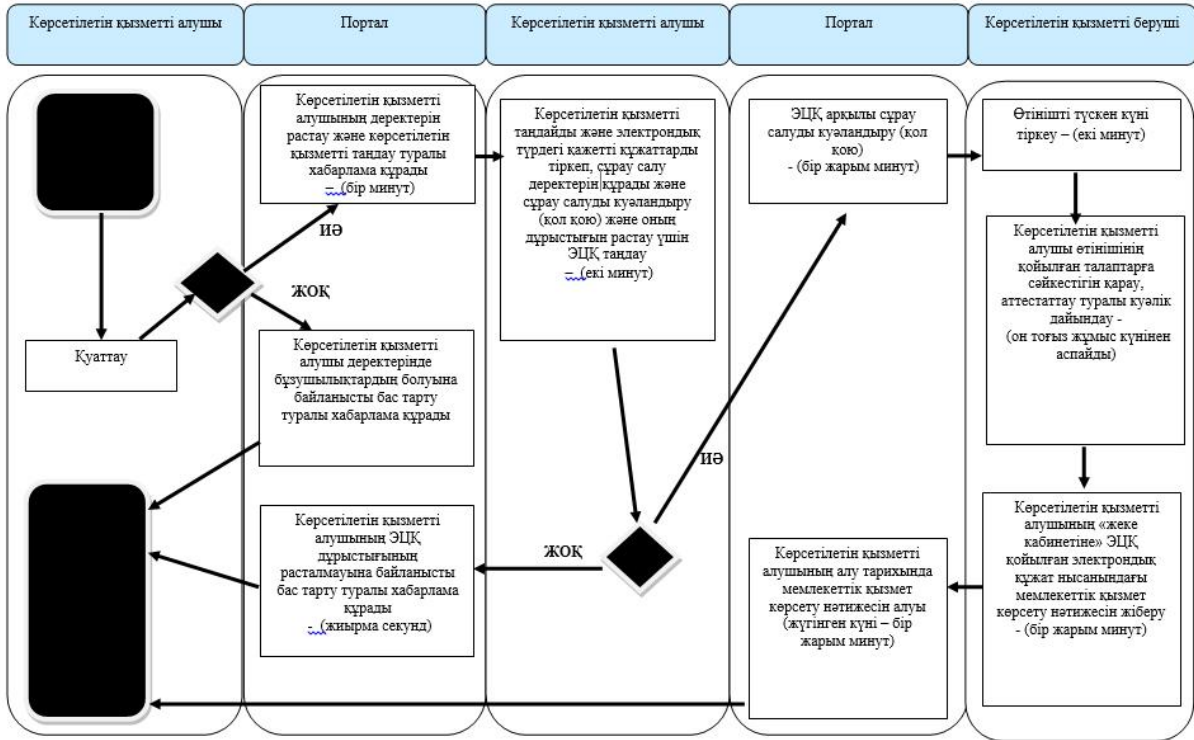 Көрсетілетін қызметті алушы
Портал
Көрсетілетін қызметті алушы
Портал
Көрсетілетін қызметті беруші
Қуаттау
Көрсетілетін қызметті
алушының деректерін
растау және көрсетілетін
қызметті таңдау туралы
хабарлама құрады
– (бір минут)
ИӘ
ЖОҚ
Көрсетілетін қызметті
алушы деректерінде
бұзушылықтардың болуына
байланысты бас тарту
туралы хабарлама құрады
Көрсетілетін қызметті
алушының ЭЦҚ
дұрыстығының
расталмауына байланысты
бас тарту туралы хабарлама
құрады
- (жиырма секунд)
Көрсетілетін қызметті
таңдайды және электрондық
түрдегі қажетті құжаттарды
тіркеп, сұрау салу
деректерін құрады және
сұрау салуды куәландыру
(қол қою) және оның
дұрыстығын растау үшін
ЭЦҚ таңдау
– (екі минут)
ИӘ
ЖОҚ
ЭЦҚ арқылы сұрау
салуды куәландыру (қол
қою)
- (бір жарым минут)
Көрсетілетін қызметті
алушының алу тарихында
мемлекеттік қызмет
көрсету нәтижесін алуы
(жүгінген күні – бір
жарым минут)
Өтінішті түскен күні
тіркеу – (екі минут)
Көрсетілетін қызметті
алушы өтінішінің
қойылған талаптарға
сәйкестігін қарау,
аттестаттау туралы куәлік
дайындау -
(он тоғыз жұмыс күнінен
аспайды)
Көрсетілетін қызметті
алушының «жеке
кабинетіне» ЭЦҚ
қойылған электрондық
құжат нысанындағы
мемлекеттік қызмет
көрсету нәтижесін жіберу
- (бір жарым минут)